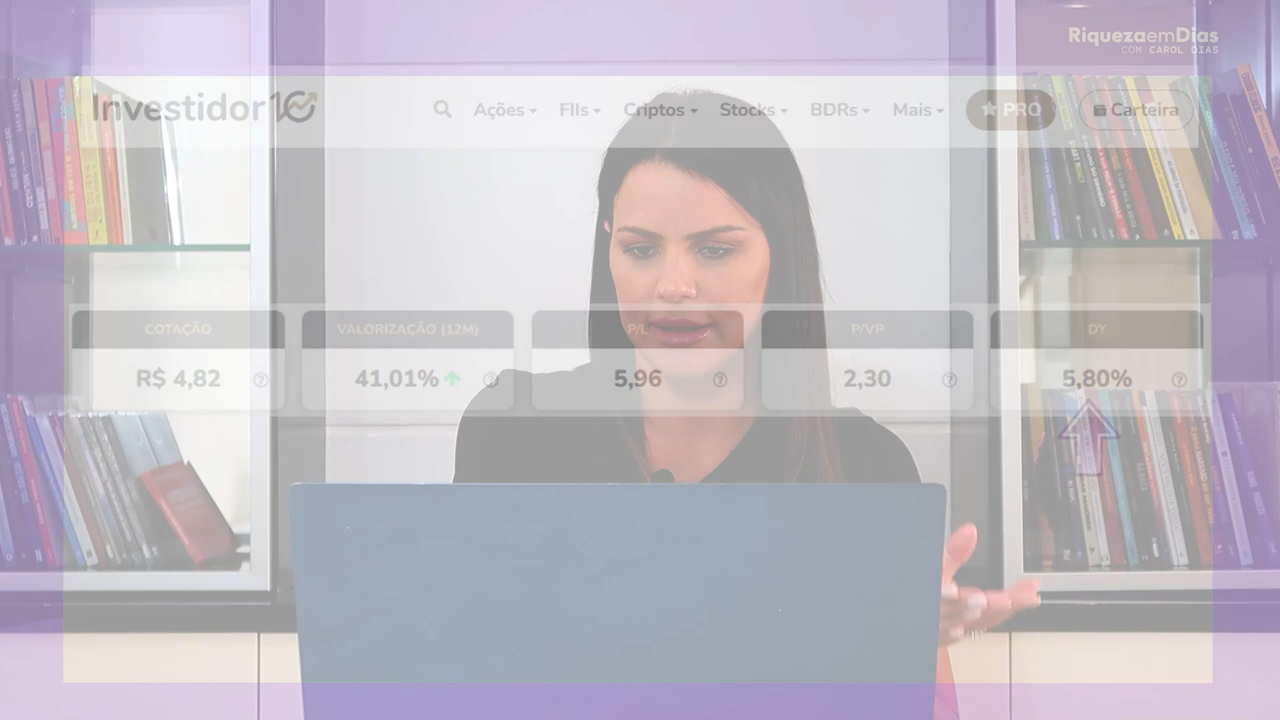 RiquezaemDias
COM CAROL DIAS
Investidor10
Ações
FIIs
Criptos
Stocks
BDRs
Mais
PRO
Carteira
COTAÇÃO
VALORIZAÇÃO (12M)
P/L
P/VP
DY
R$ 4,82
41,01%
5,96
2,30
5,80%